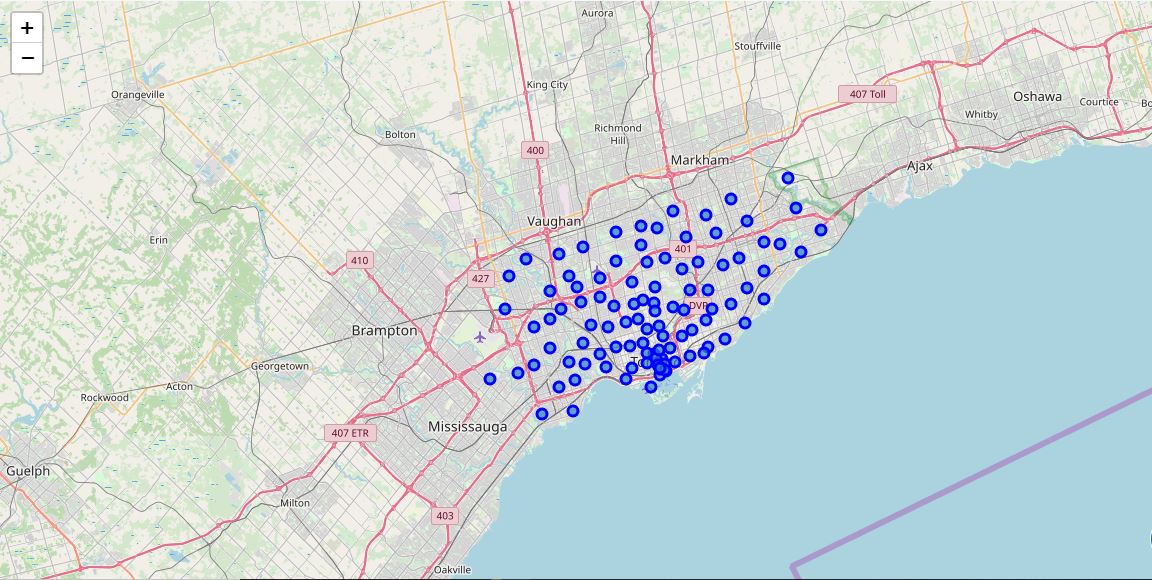 Aurora
+
−
Stouffville
King City
Orangeville
407 Toll
Oshawa
Courtice
Whitby
Richmond
Hill
Bolton
400
Markham
Ajax
Vaughan
Erin
401
410
427
DVP
Brampton
Georgetown
Acton
Rockwood
Mississauga
407 ETR
Guelph
Milton
403
Oakville